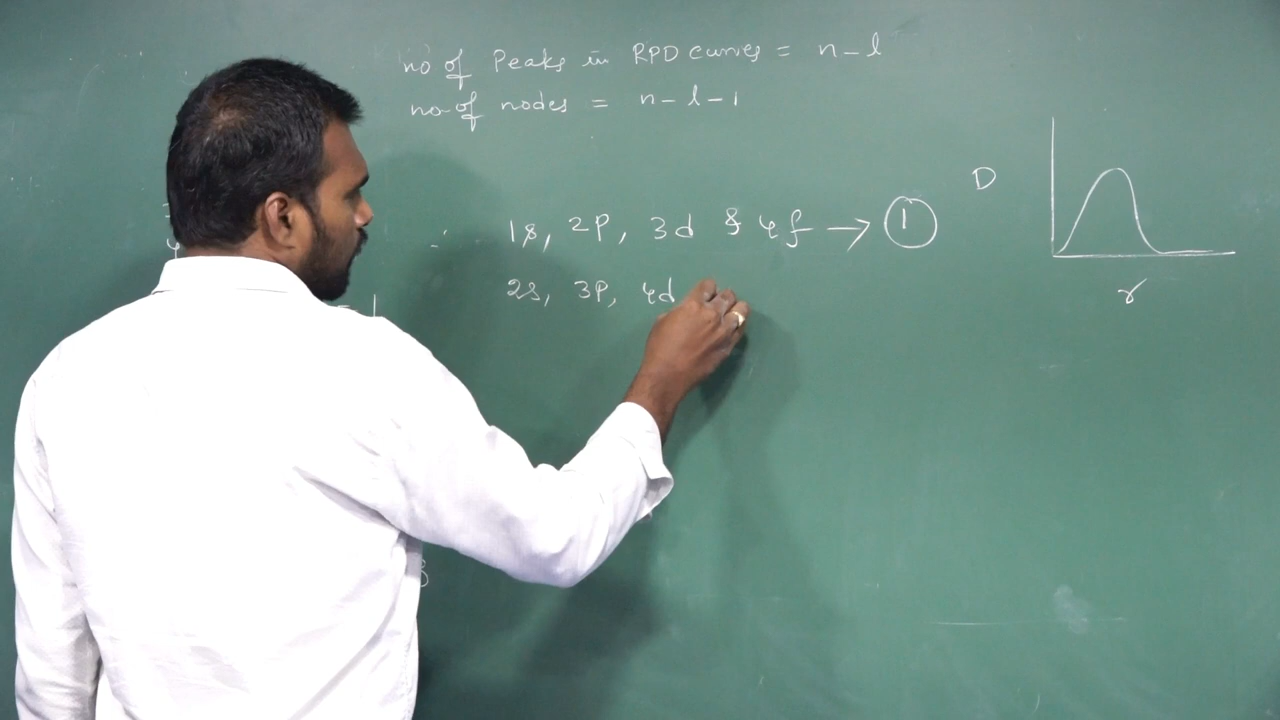 no of Peaks in RPD curves = n - l
no of nodes = n - l - 1
∴ 1s, 2P, 3d & 4f → 1
2s, 3P, 4d
D
r